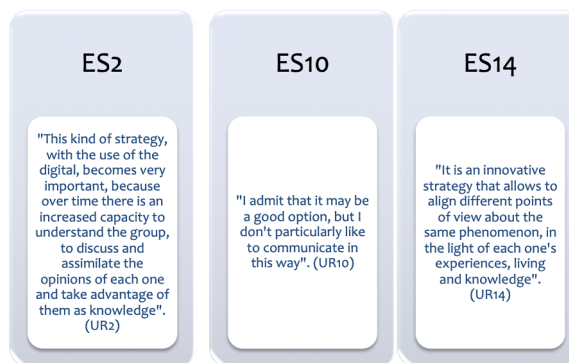 ES2
"This kind of strategy,
with the use of the
digital, becomes very
important, because
over time there is an
increased capacity to
understand the group,
to discuss and
assimilate the
opinions of each one
and take advantage of
them as knowledge".
(UR2)
ES10
"I admit that it may be
a good option, but I
don't particularly like
to communicate in
this way". (UR10)
ES14
"It is an innovative
strategy that allows to
align different points
of view about the
same phenomenon, in
the light of each one's
experiences, living
and knowledge".
(UR14)